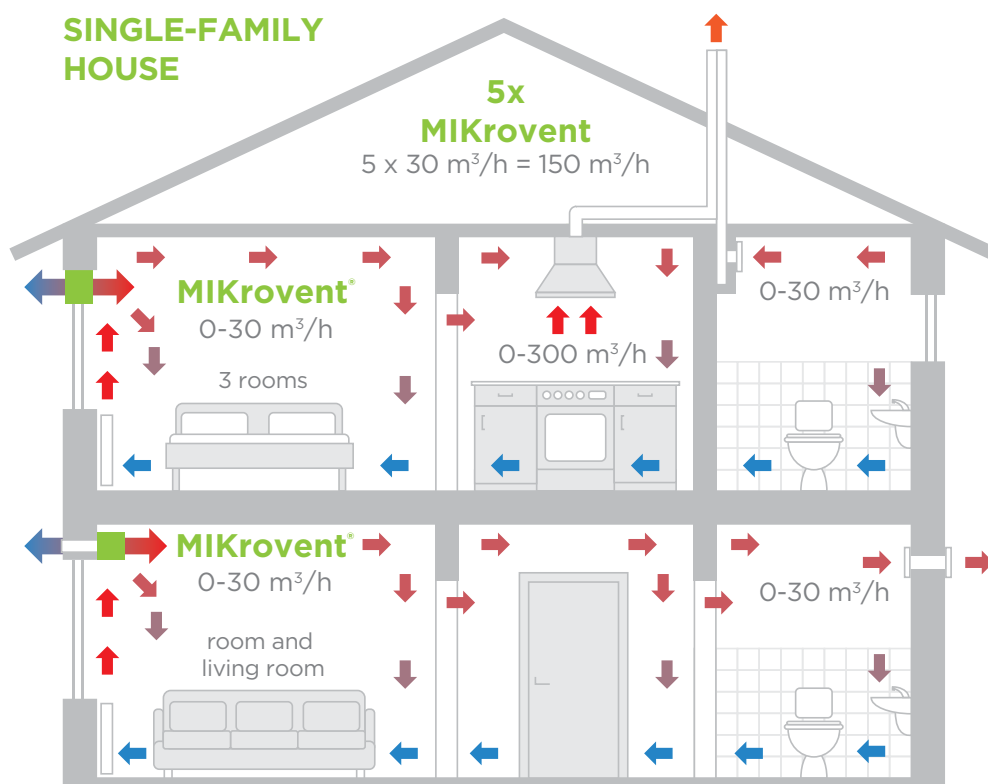 SINGLE-FAMILY
HOUSE
5x
MIKrovent
5 x 30 m³/h = 150 m³/h
MIKrovent®
0-30 m³/h
3 rooms
0-300 m³/h
0-30 m³/h
MIKrovent®
0-30 m³/h
room and
living room
0-30 m³/h